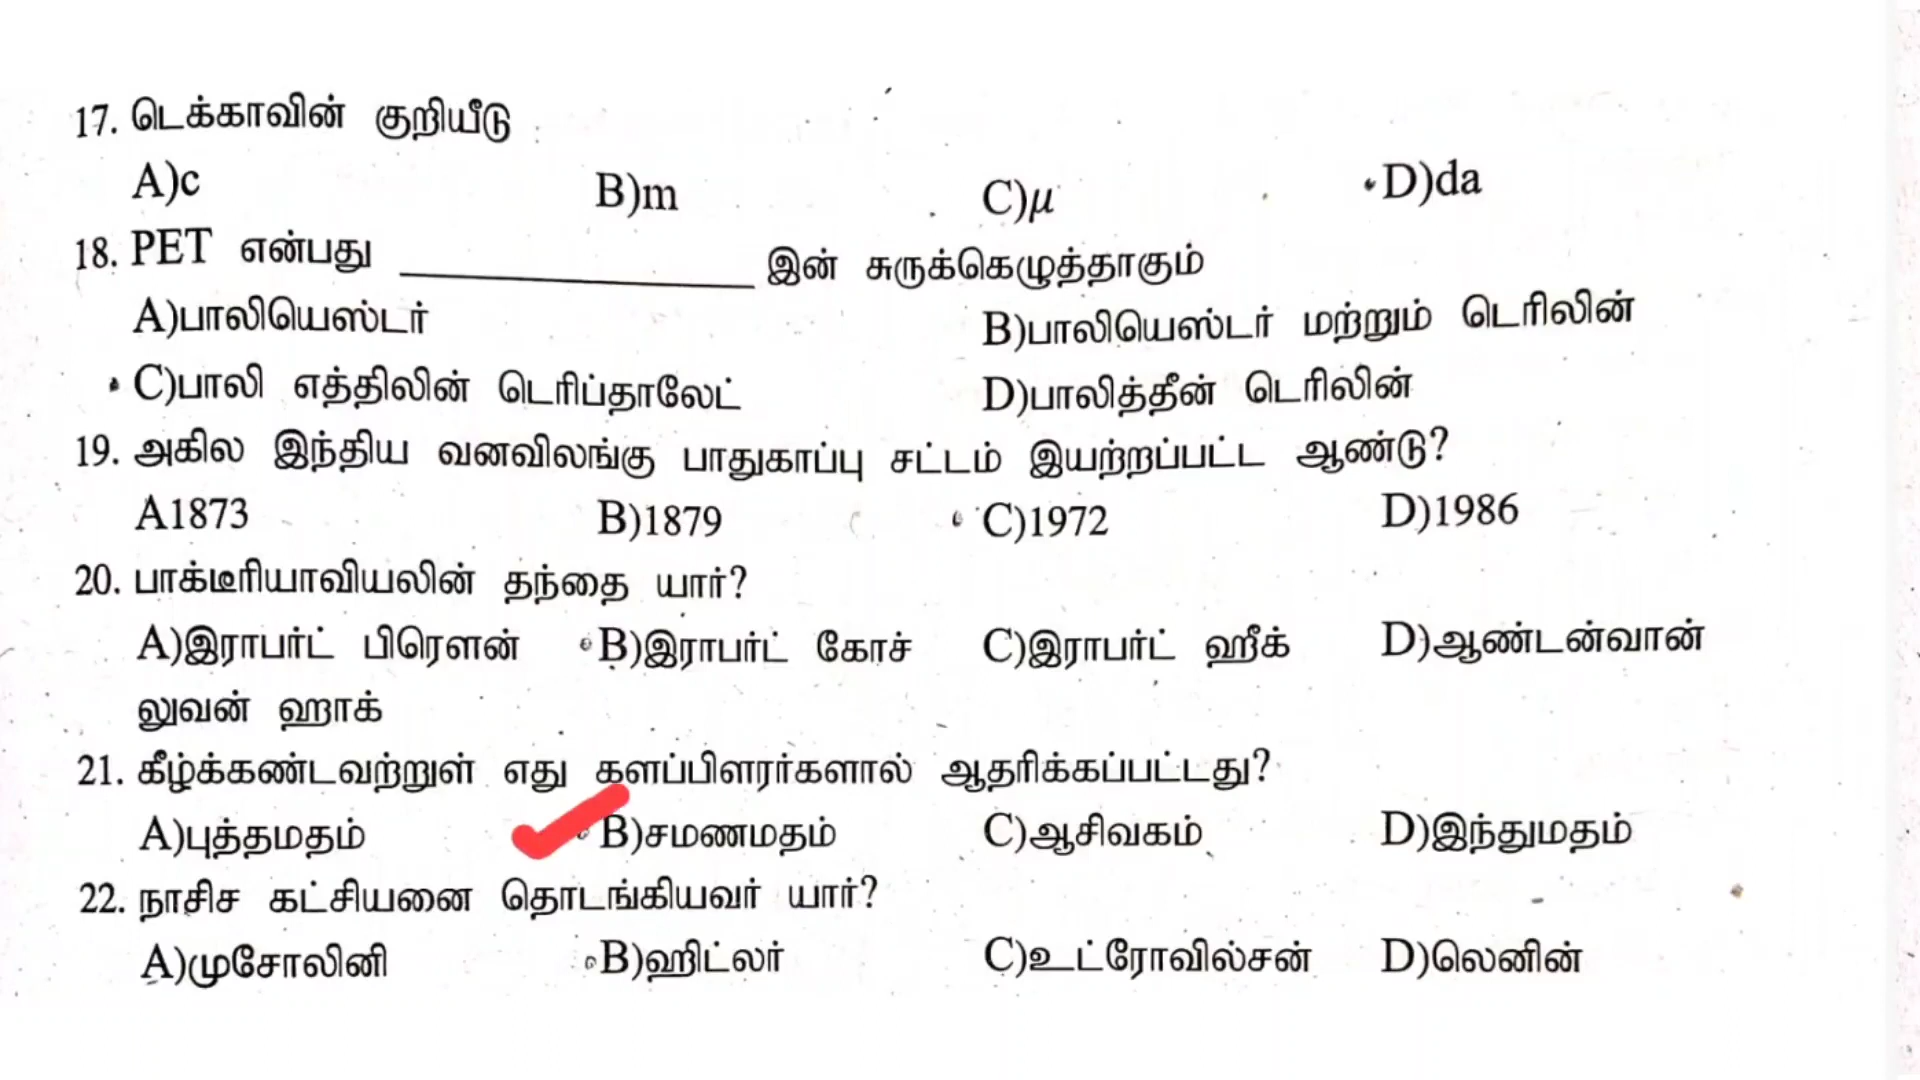 17. டெக்காவின் குறியீடு
A)c B)m C)μ D)da
18. PET என்பது ____________ இன் சுருக்கெழுத்தாகும்
A)பாலியெஸ்டர் B)பாலியெஸ்டர் மற்றும் டெரிலின்
C)பாலி எத்திலின் டெரிப்தாலேட் D)பாலித்தீன் டெரிலின்
19. அகில இந்திய வனவிலங்கு பாதுகாப்பு சட்டம் இயற்றப்பட்ட ஆண்டு?
A1873 B)1879 C)1972 D)1986
20. பாக்டீரியாவியலின் தந்தை யார்?
A)இராபர்ட் பிரௌன் B)இராபர்ட் கோச் C)இராபர்ட் ஹீக் D)ஆண்டன்வான்
லுவன் ஹாக்
21. கீழ்க்கண்டவற்றுள் எது களப்பிளரர்களால் ஆதரிக்கப்பட்டது?
A)புத்தமதம் B)சமணமதம் C)ஆசிவகம் D)இந்துமதம்
22. நாசிச கட்சியனை தொடங்கியவர் யார்?
A)முசோலினி B)ஹிட்லர் C)உட்ரோவில்சன் D)லெனின்